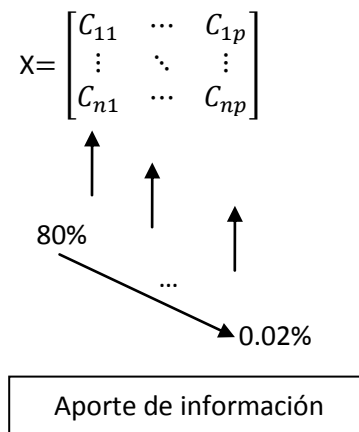 X= [C₁₁ ⋯ C₁ₚ
⋮ ⋱ ⋮
Cₙ₁ ⋯ Cₙₚ]
80%
...
0.02%
Aporte de información